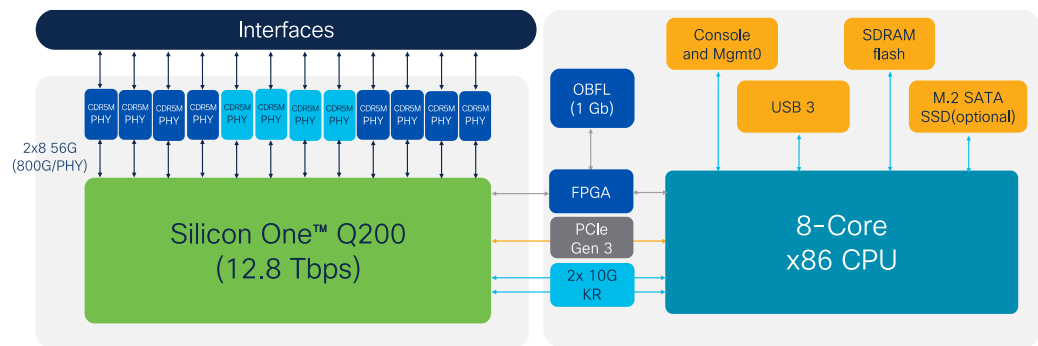 Interfaces
CDR5M
PHY
CDR5M
PHY
CDR5M
PHY
CDR5M
PHY
CDR5M
PHY
CDR5M
PHY
CDR5M
PHY
CDR5M
PHY
CDR5M
PHY
CDR5M
PHY
CDR5M
PHY
CDR5M
PHY
2x8 56G
(800G/PHY)
Silicon One™ Q200
(12.8 Tbps)
OBFL
(1 Gb)
FPGA
PCIe
Gen 3
2x 10G
KR
Console
and Mgmt0
USB 3
SDRAM
flash
M.2 SATA
SSD(optional)
8-Core
x86 CPU